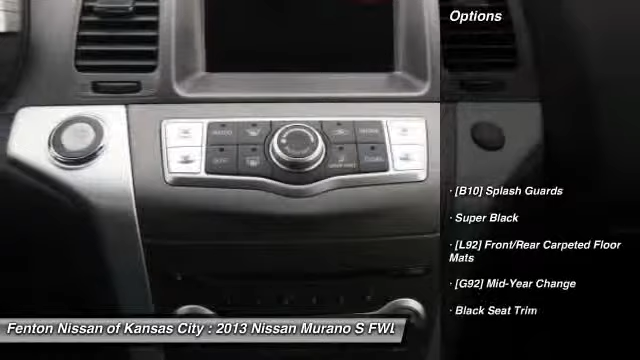 Options
· [B10] Splash Guards
· Super Black
· [L92] Front/Rear Carpeted Floor
Mats
· [G92] Mid-Year Change
· Black Seat Trim
Fenton Nissan of Kansas City : 2013 Nissan Murano S FWD